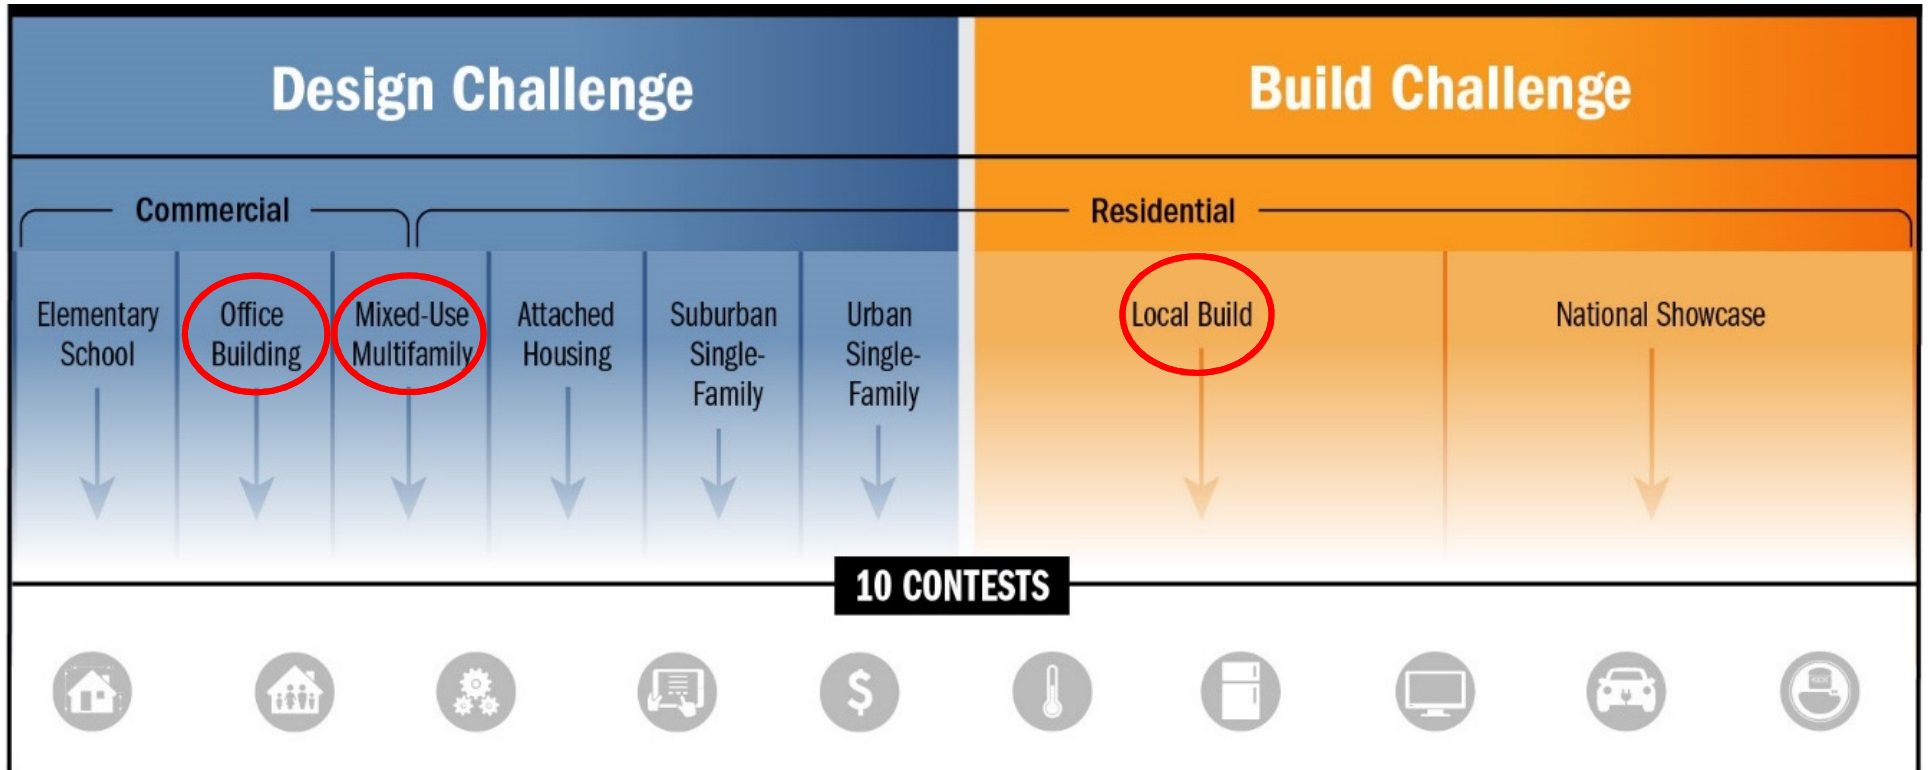 Design Challenge
Build Challenge
Commercial
Residential
Elementary
School
Office
Building
Mixed-Use
Multifamily
Attached
Housing
Suburban
Single-
Family
Urban
Single-
Family
Local Build
National Showcase
10 CONTESTS
$